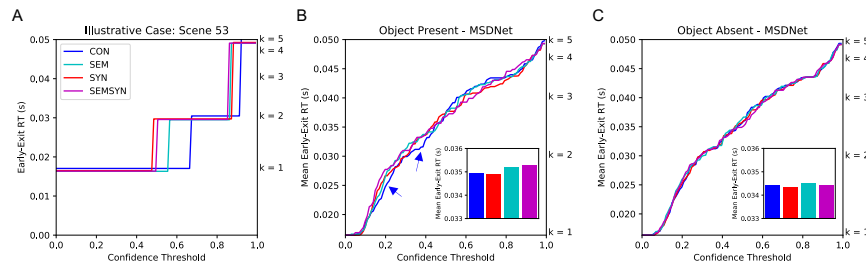 A
Illustrative Case: Scene 53
Early-Exit RT (s)
0.05
0.04
0.03
0.02
0.01
0.00
CON
SEM
SYN
SEMSYN
k = 5
k = 4
k = 3
k = 2
k = 1
0.0 0.2 0.4 0.6 0.8 1.0
Confidence Threshold
B
Object Present - MSDNet
Mean Early-Exit RT (s)
0.050
0.045
0.040
0.035
0.030
0.025
0.020
Mean Early-Exit RT (s)
0.036
0.035
0.034
0.033
k = 5
k = 4
k = 3
k = 2
k = 1
0.0 0.2 0.4 0.6 0.8 1.0
Confidence Threshold
C
Object Absent - MSDNet
Mean Early-Exit RT (s)
0.050
0.045
0.040
0.035
0.030
0.025
0.020
Mean Early-Exit RT (s)
0.036
0.035
0.034
0.033
k = 5
k = 4
k = 3
k = 2
k = 1
0.0 0.2 0.4 0.6 0.8 1.0
Confidence Threshold